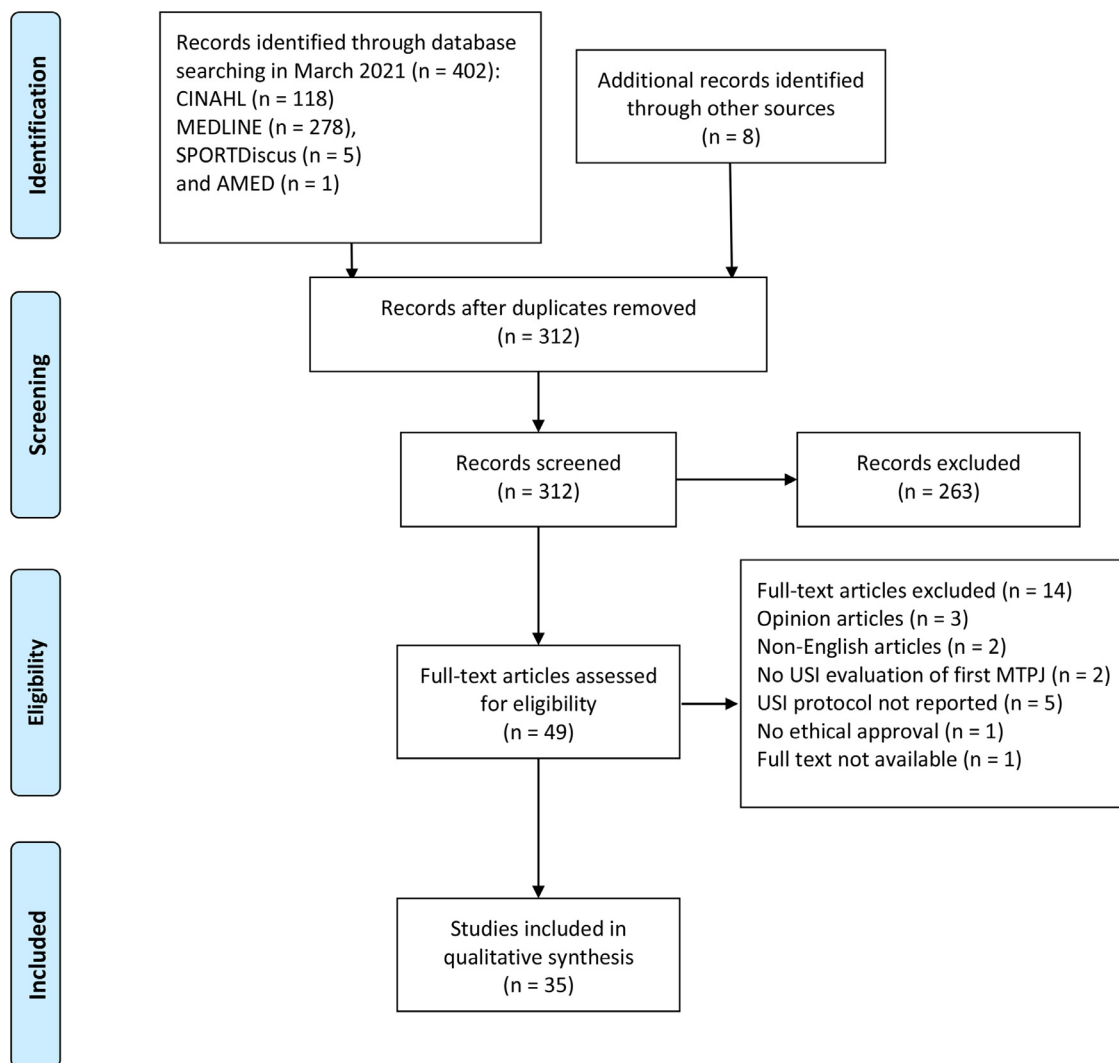 Identification
Records identified through database
searching in March 2021 (n = 402):
CINAHL (n = 118)
MEDLINE (n = 278),
SPORTDiscus (n = 5)
and AMED (n = 1)
Additional records identified
through other sources
(n = 8)
Screening
Records after duplicates removed
(n = 312)
Records screened
(n = 312)
Records excluded
(n = 263)
Eligibility
Full-text articles assessed
for eligibility
(n = 49)
Full-text articles excluded (n = 14)
Opinion articles (n = 3)
Non-English articles (n = 2)
No USI evaluation of first MTPJ (n = 2)
USI protocol not reported (n = 5)
No ethical approval (n = 1)
Full text not available (n = 1)
Included
Studies included in
qualitative synthesis
(n = 35)